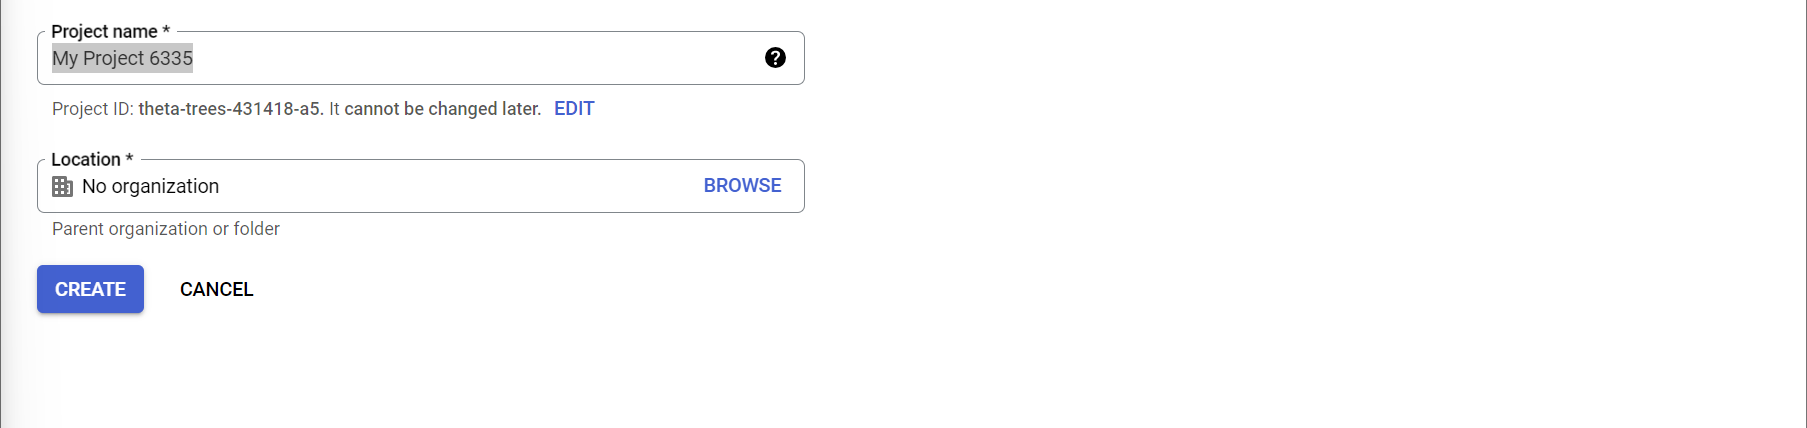 Project name *
My Project 6335
Project ID: theta-trees-431418-a5. It cannot be changed later. EDIT
Location *
No organization BROWSE
Parent organization or folder
CREATE CANCEL